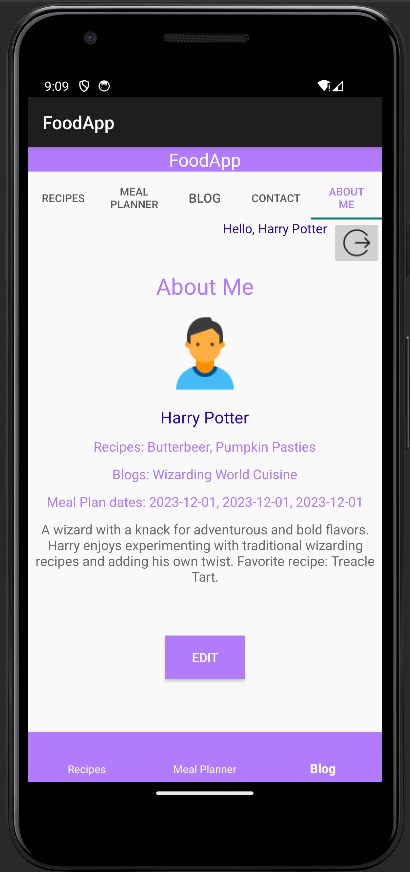 9:09
FoodApp
FoodApp
RECIPES
MEAL
PLANNER
BLOG
CONTACT
ABOUT
ME
Hello, Harry Potter
About Me
Harry Potter
Recipes: Butterbeer, Pumpkin Pasties
Blogs: Wizarding World Cuisine
Meal Plan dates: 2023-12-01, 2023-12-01, 2023-12-01
A wizard with a knack for adventurous and bold flavors.
Harry enjoys experimenting with traditional wizarding
recipes and adding his own twist. Favorite recipe: Treacle
Tart.
EDIT
Recipes
Meal Planner
Blog